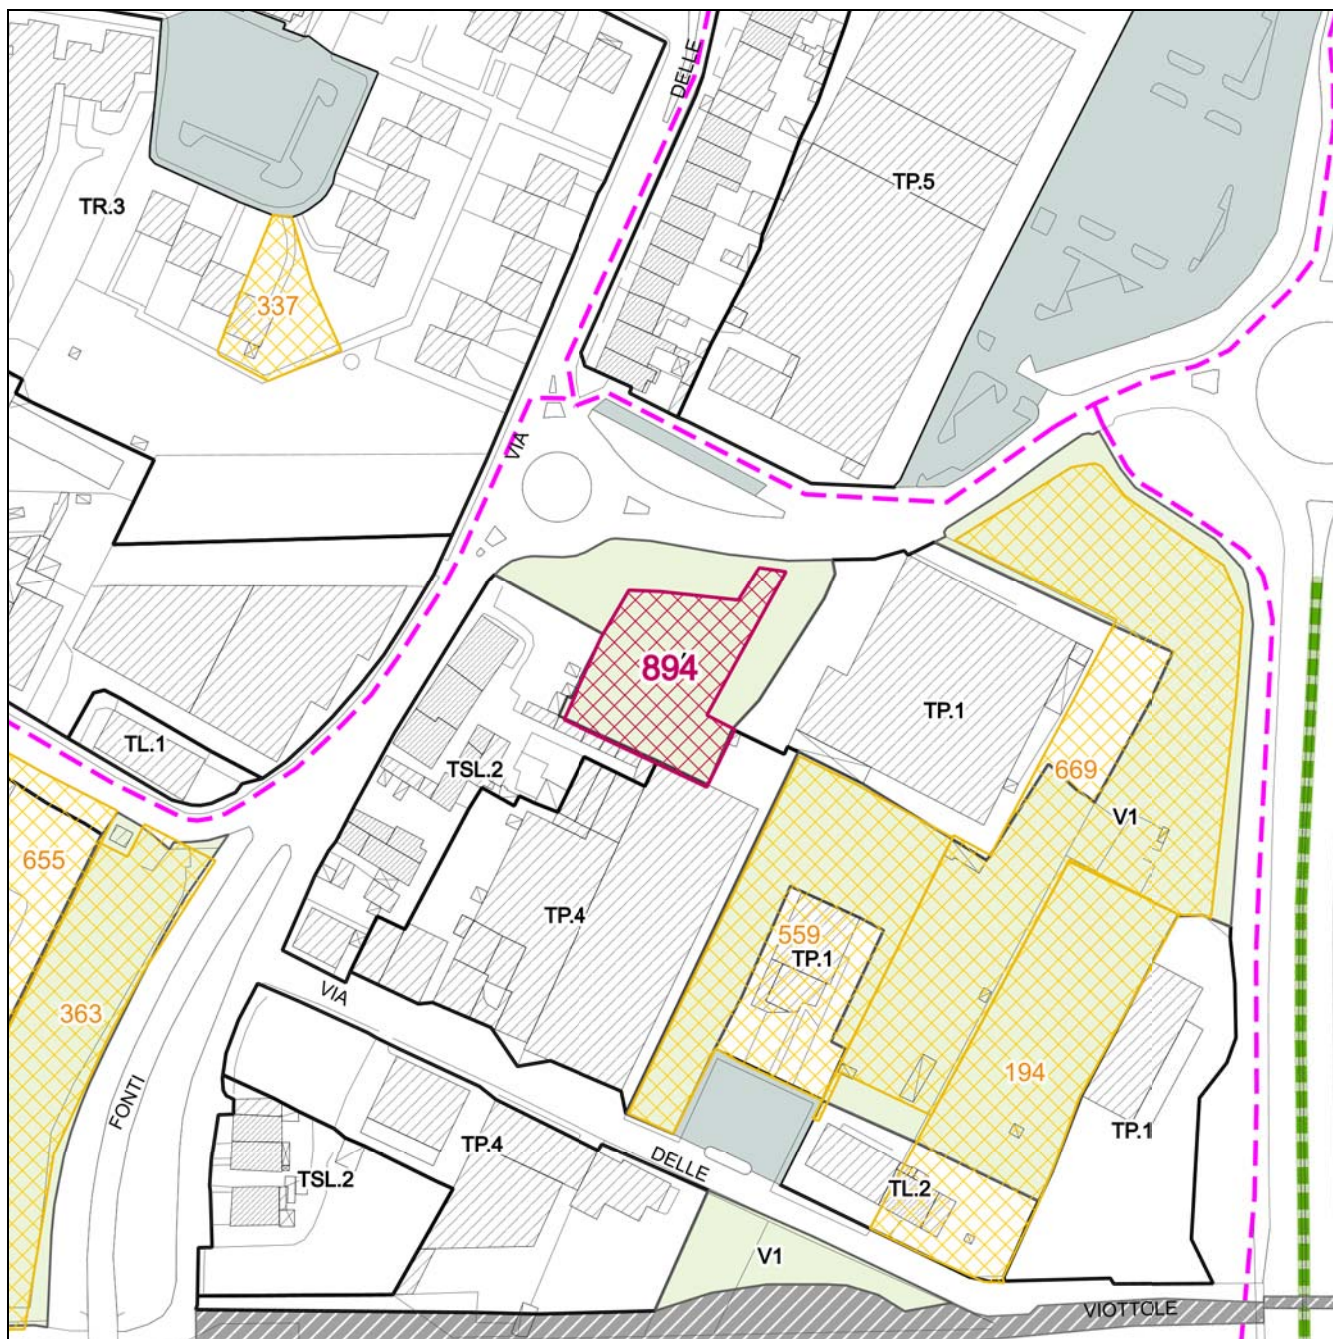 DELLE
TP.5
TR.3
337
VIA
894
TP.1
TL.1
TSL.2
669
V1
655
TP.4
559
TP.1
363
VIA
194
FONTI
TP.4
TP.1
DELLE
TSL.2
TL.2
V1
VIOTTOLE